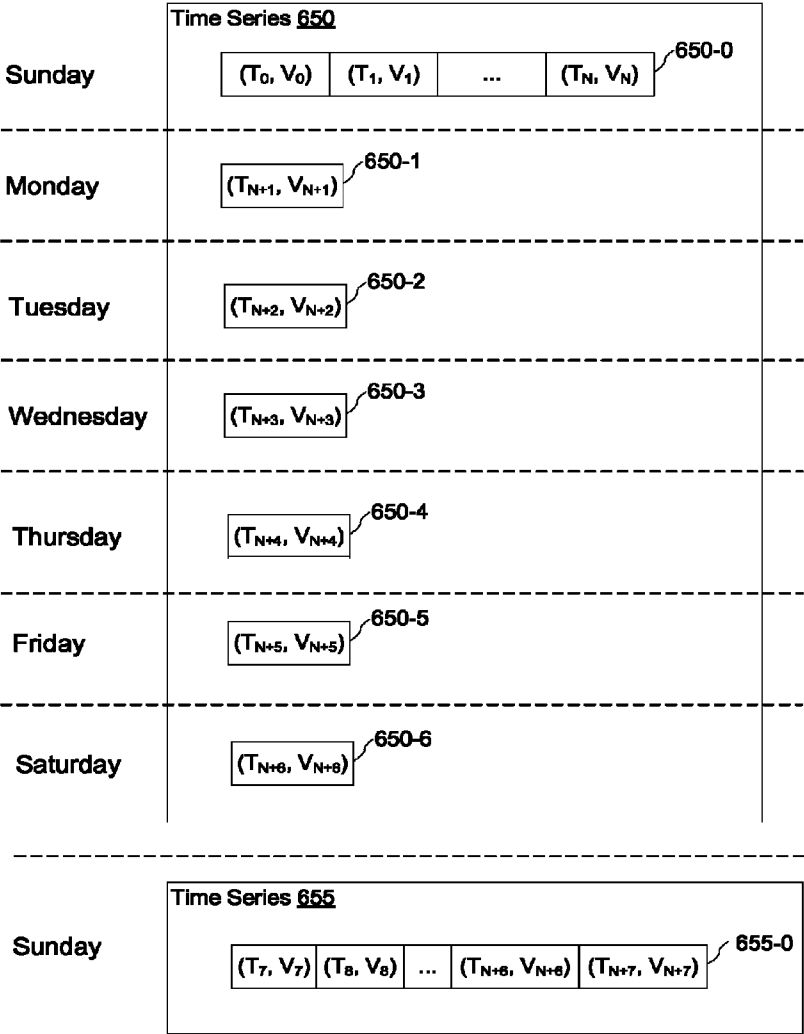 Time Series 650
Sunday (T0, V0) (T1, V1) ... (TN, VN) 650-0
Monday (TN+1, VN+1) 650-1
Tuesday (TN+2, VN+2) 650-2
Wednesday (TN+3, VN+3) 650-3
Thursday (TN+4, VN+4) 650-4
Friday (TN+5, VN+5) 650-5
Saturday (TN+6, VN+6) 650-6
Time Series 655
Sunday (T7, V7) (T8, V8) ... (TN+6, VN+6) (TN+7, VN+7) 655-0